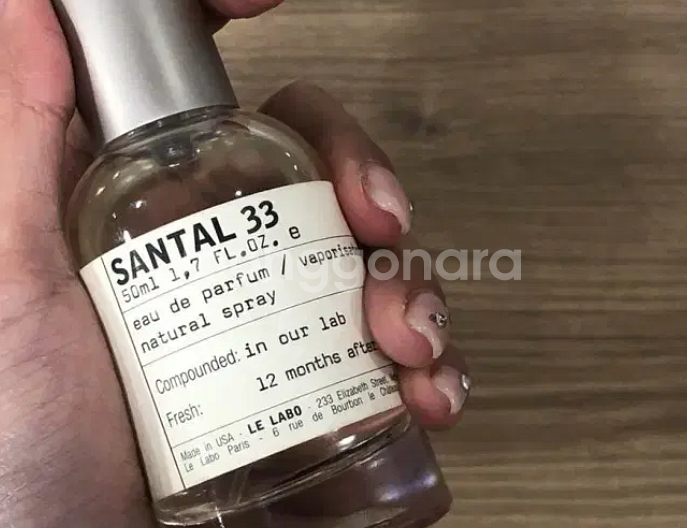 SANTAL 33
50ml 1,7 FL.OZ. e
eau de parfum / vaporisateur
natural spray
Compounded: in our lab
Fresh: 12 months after
Made in USA - LE LABO - 233 Elizabeth Street,
Le Labo Paris - 6 rue de Bourbon le
ggonara